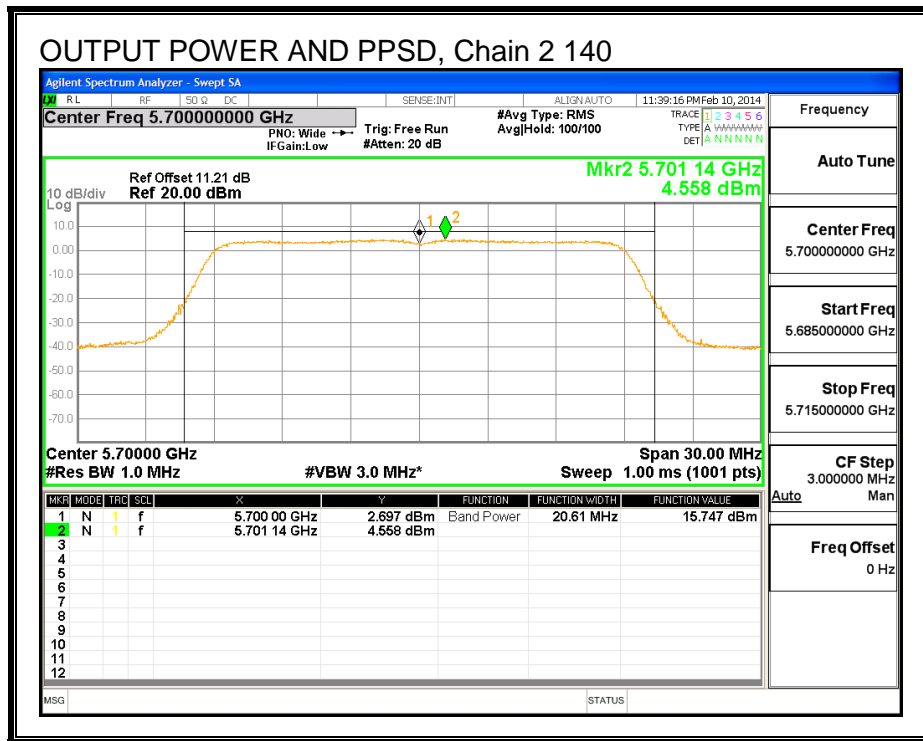 OUTPUT POWER AND PPSD, Chain 2 140
Agilent Spectrum Analyzer - Swept SA
LXI RL RF 50 Ω DC SENSE:INT ALIGN AUTO 11:39:16 PM Feb 10, 2014
Center Freq 5.700000000 GHz
PNO: Wide
IFGain:Low
Trig: Free Run
#Atten: 20 dB
#Avg Type: RMS
Avg|Hold: 100/100
TRACE 1 2 3 4 5 6
TYPE A WWWWW
DET A N N N N N
Mkr2 5.701 14 GHz
4.558 dBm
Ref Offset 11.21 dB
10 dB/div Ref 20.00 dBm
Log
10.0
0.00
-10.0
-20.0
-30.0
-40.0
-50.0
-60.0
-70.0
1
2
Center 5.70000 GHz Span 30.00 MHz
#Res BW 1.0 MHz #VBW 3.0 MHz* Sweep 1.00 ms (1001 pts)
MKR MODE TRC SCL X Y FUNCTION FUNCTION WIDTH FUNCTION VALUE
1 N 1 f 5.700 00 GHz 2.697 dBm Band Power 20.61 MHz 15.747 dBm
2 N 1 f 5.701 14 GHz 4.558 dBm
3
4
5
6
7
8
9
10
11
12
MSG STATUS
Frequency
Auto Tune
Center Freq
5.700000000 GHz
Start Freq
5.685000000 GHz
Stop Freq
5.715000000 GHz
CF Step
3.000000 MHz
Auto Man
Freq Offset
0 Hz